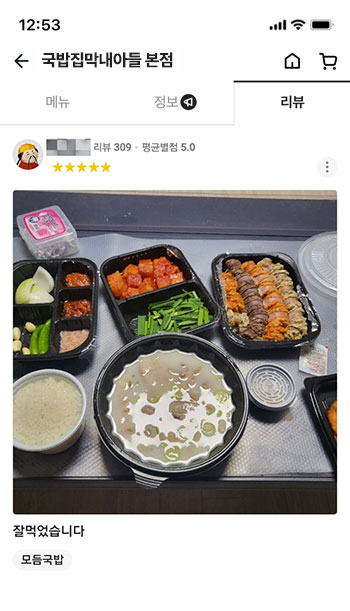 12:53
국밥집막내아들 본점
메뉴
정보
리뷰
리뷰 309 · 평균별점 5.0
잘먹었습니다
모듬국밥